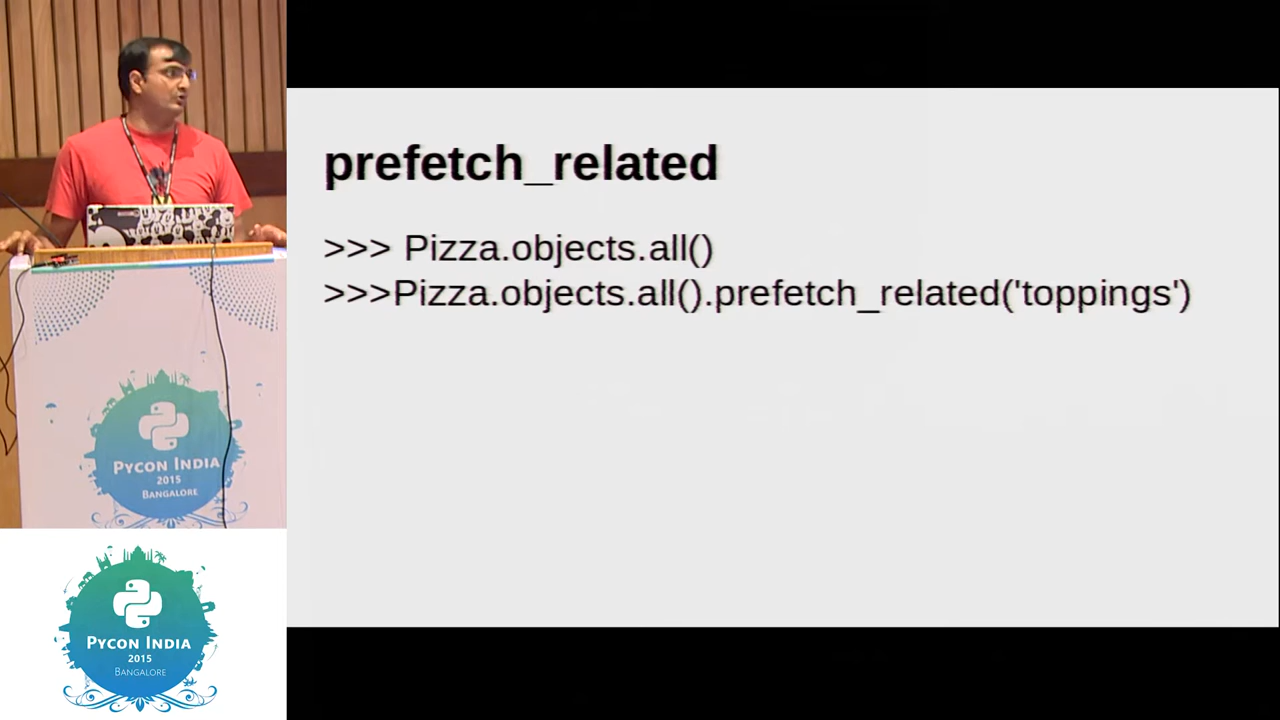 prefetch_related
>>> Pizza.objects.all()
>>>Pizza.objects.all().prefetch_related('toppings')
PYCON INDIA
2015
BANGALORE
PYCON INDIA
2015
BANGALORE